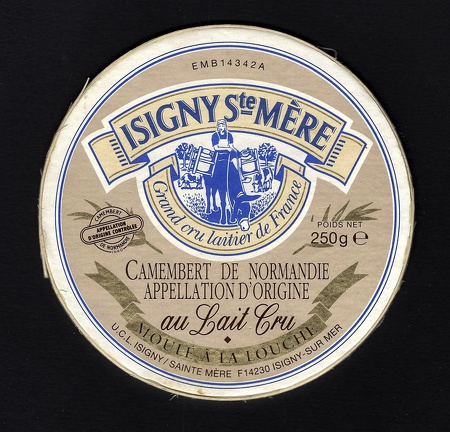 EMB14342A
ISIGNY Ste MÈRE
Grand cru laitier de France
CAMEMBERT
APPELLATION
D'ORIGINE CONTRÔLÉE
DE NORMANDIE
POIDS NET
250g ℮
CAMEMBERT DE NORMANDIE
APPELLATION D'ORIGINE
au Lait Cru
MOULÉ À LA LOUCHE
U.C.L. ISIGNY/SAINTE MÈRE F14230 ISIGNY-SUR MER